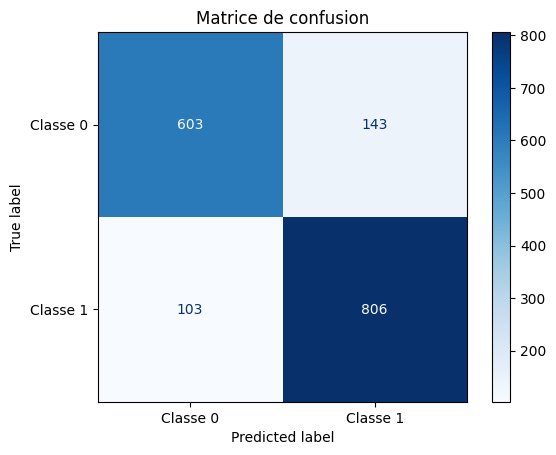 Matrice de confusion
True label
Classe 0
603
143
Classe 1
103
806
Classe 0
Classe 1
Predicted label
800
700
600
500
400
300
200